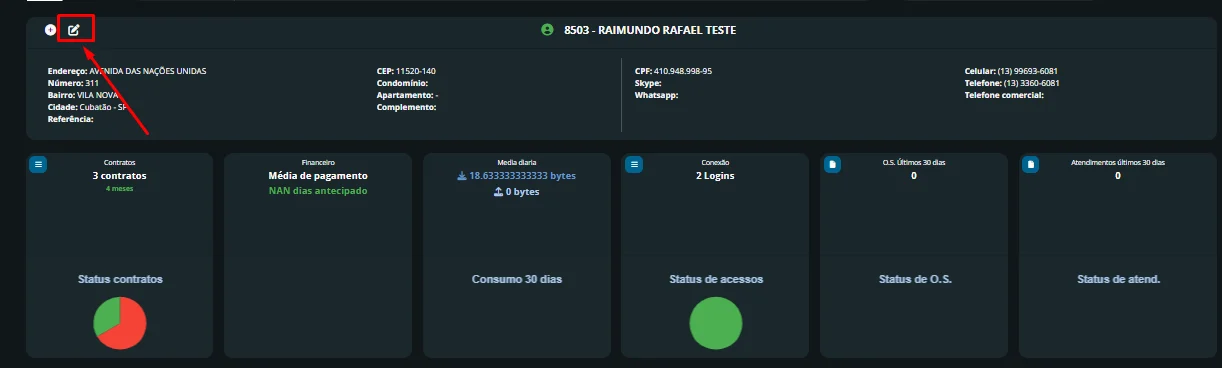 8503 - RAIMUNDO RAFAEL TESTE
Endereço: AVENIDA DAS NAÇÕES UNIDAS
Número: 311
Bairro: VILA NOVA
Cidade: Cubatão - SP
Referência:
CEP: 11520-140
Condomínio:
Apartamento: -
Complemento:
CPF: 410.948.998-95
Skype:
Whatsapp:
Celular: (13) 99693-6081
Telefone: (13) 3360-6081
Telefone comercial:
Contratos
3 contratos
4 meses
Status contratos
Financeiro
Média de pagamento
NAN dias antecipado
Media diaria
18.633333333333 bytes
0 bytes
Consumo 30 dias
Conexão
2 Logins
Status de acessos
O.S. Últimos 30 dias
0
Status de O.S.
Atendimentos últimos 30 dias
0
Status de atend.